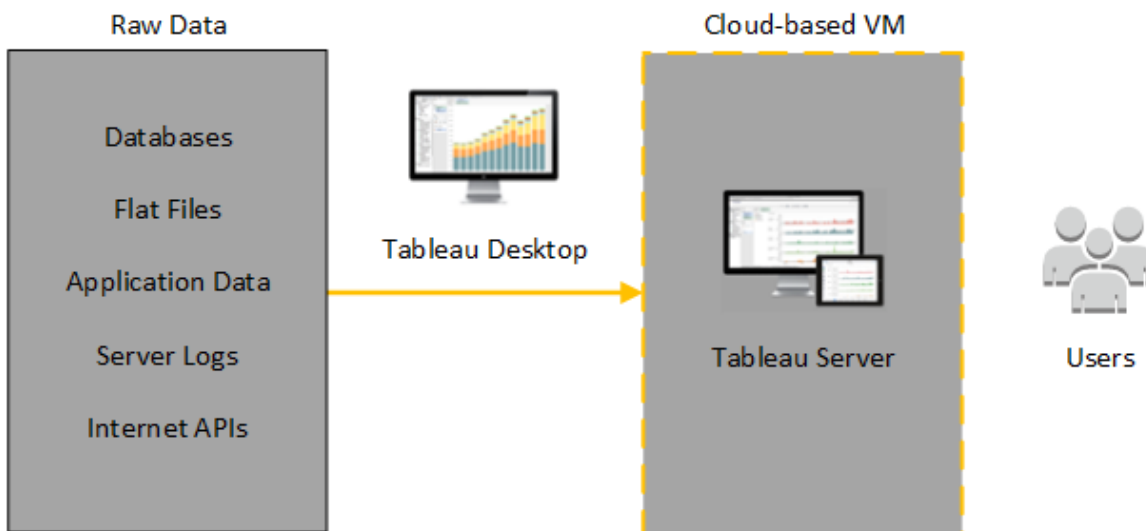 Raw Data
Cloud-based VM
Databases
Flat Files
Application Data
Server Logs
Internet APIs
Tableau Desktop
Tableau Server
Users